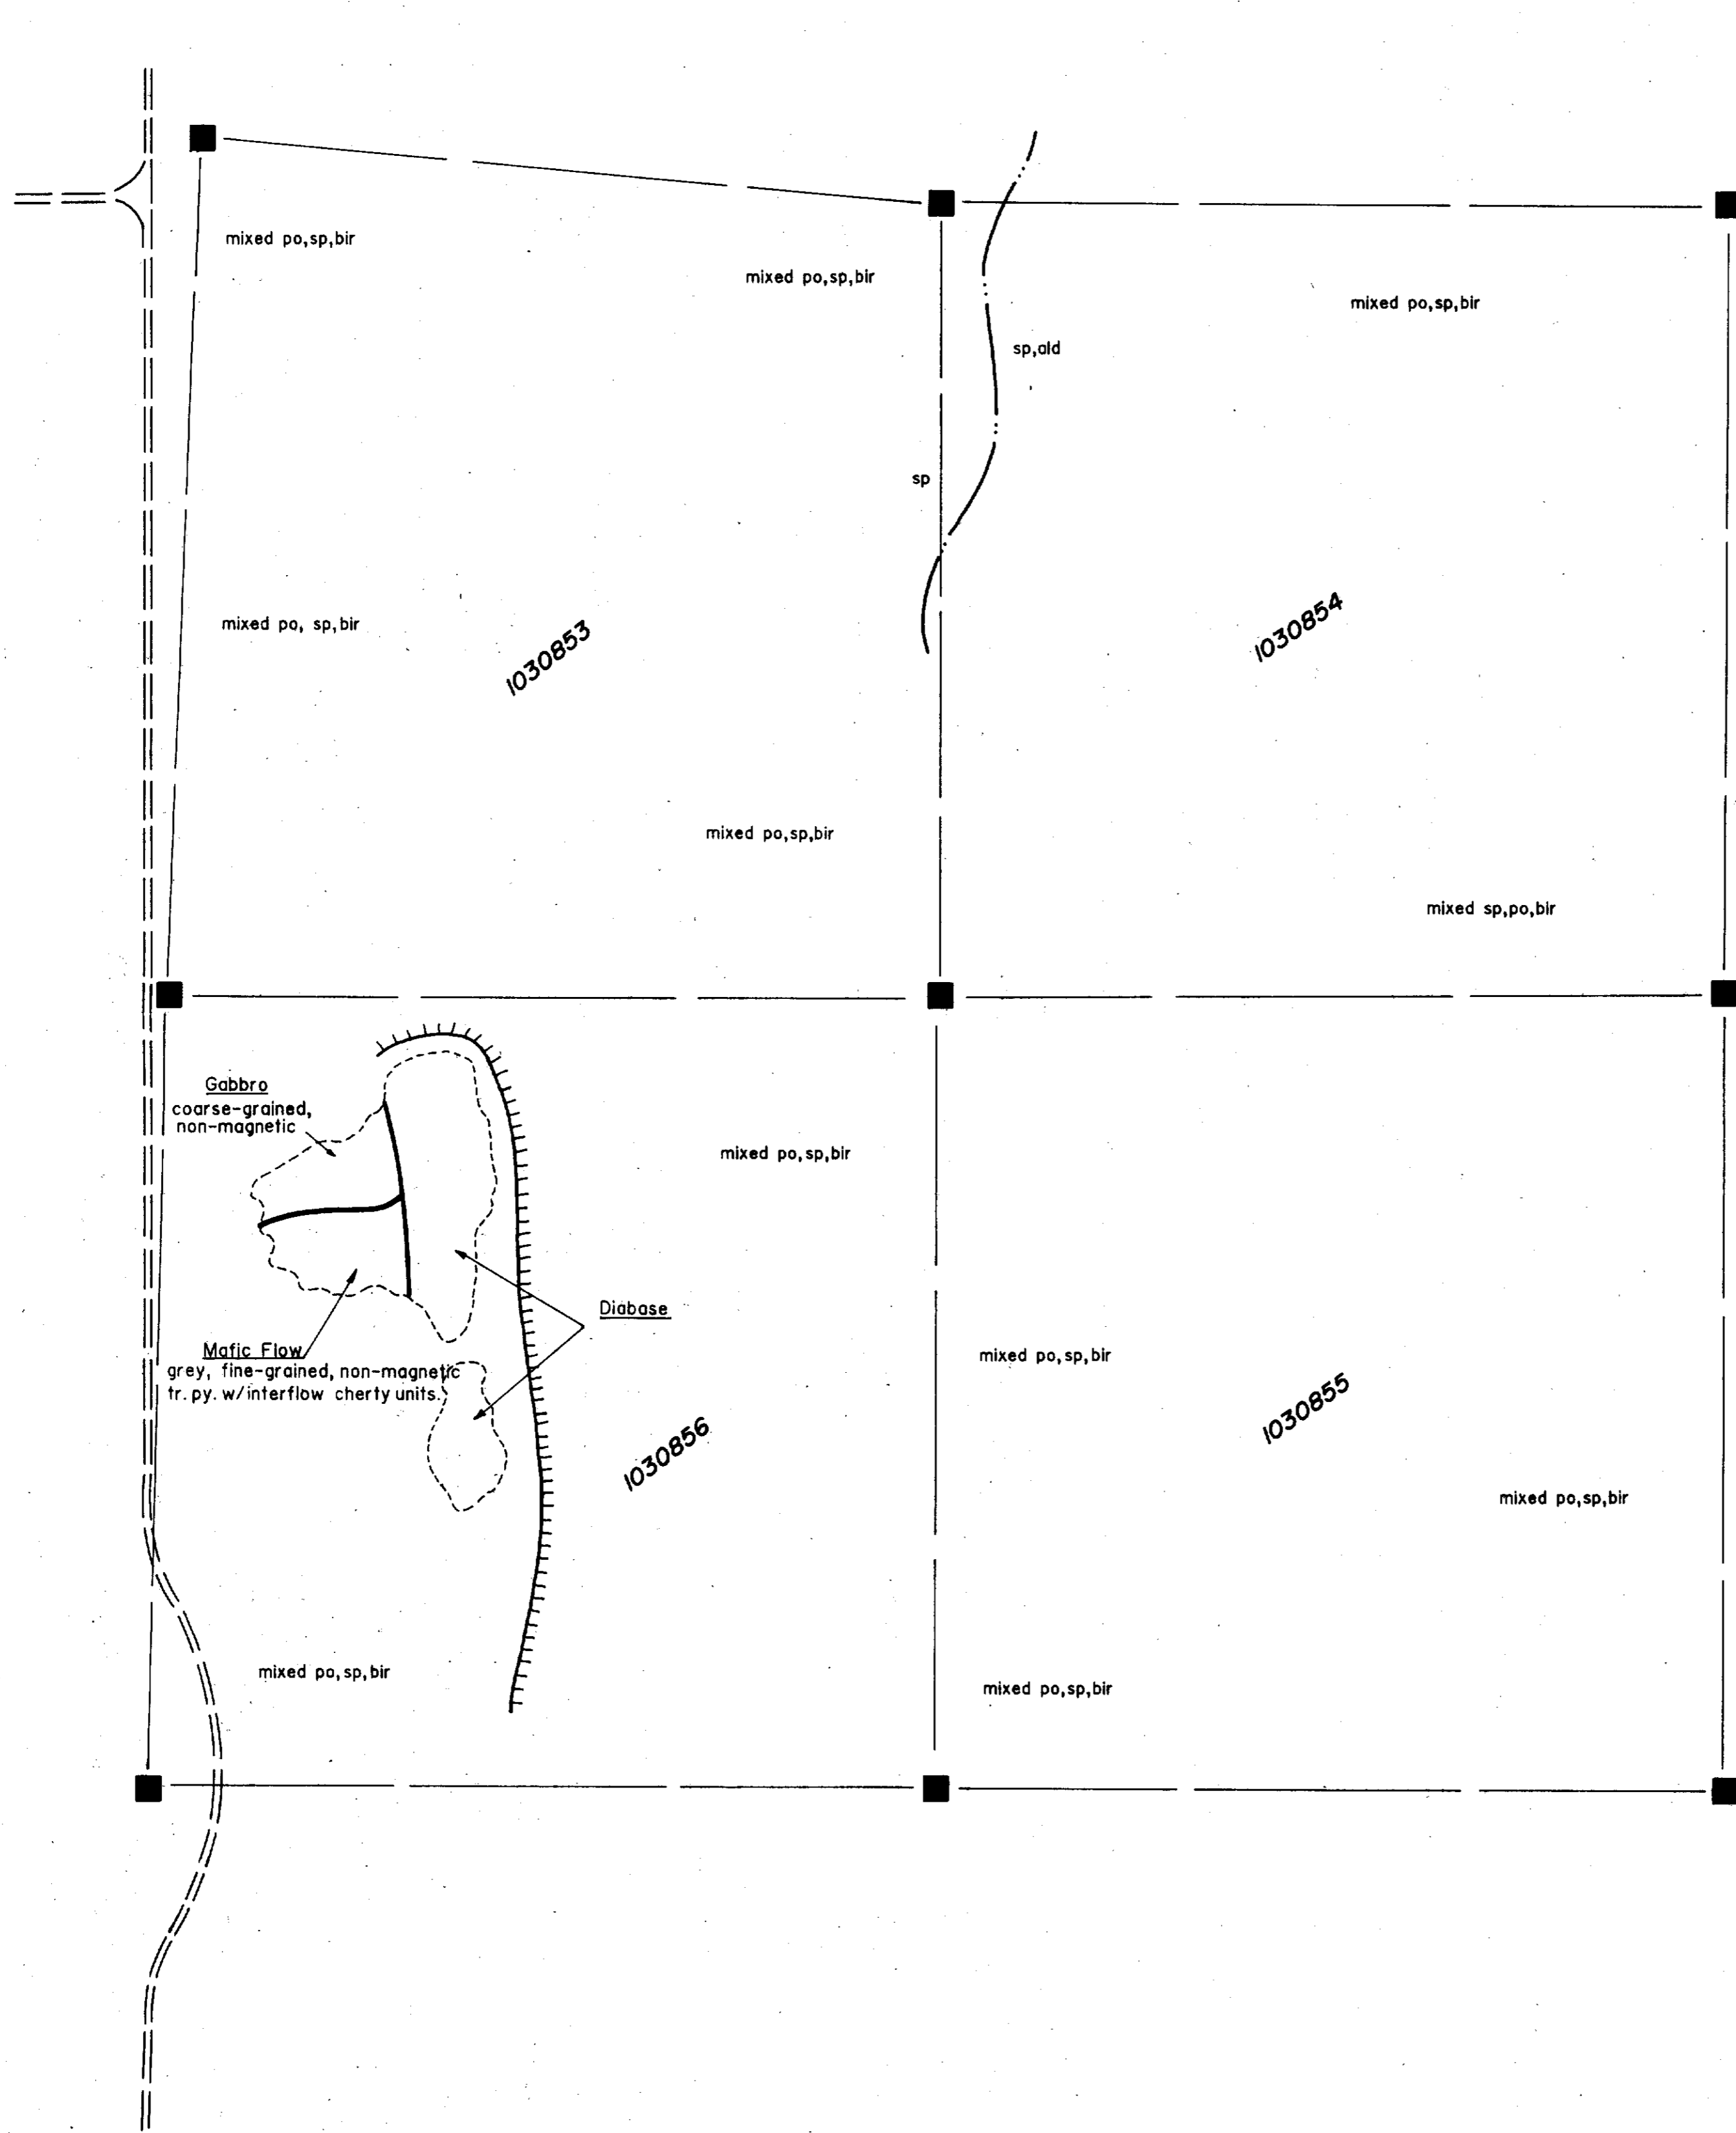 mixed po,sp,bir
mixed po,sp,bir
mixed po,sp,bir
sp,ald
sp
1030854
mixed po, sp,bir
1030853
mixed po,sp,bir
mixed sp,po,bir
Gabbro
coarse-grained,
non-magnetic
mixed po,sp,bir
Diabase
Mafic Flow
grey, fine-grained, non-magnetic
tr. py. w/interflow cherty units.
mixed po,sp,bir
1030855
1030856
mixed po,sp,bir
mixed po,sp,bir
mixed po,sp,bir